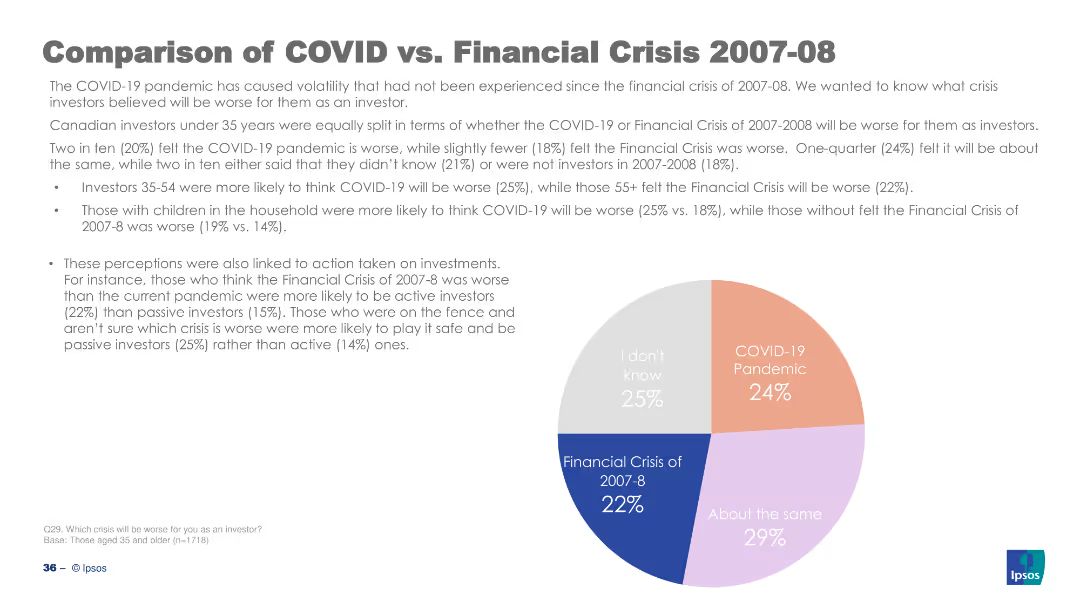 Comparison of COVID vs. Financial Crisis 2007-08
The COVID-19 pandemic has caused volatility that had not been experienced since the financial crisis of 2007-08. We wanted to know what crisis
investors believed will be worse for them as an investor.
Canadian investors under 35 years were equally split in terms of whether the COVID-19 or Financial Crisis of 2007-2008 will be worse for them as investors.
Two in ten (20%) felt the COVID-19 pandemic is worse, while slightly fewer (18%) felt the Financial Crisis was worse. One-quarter (24%) felt it will be about
the same, while two in ten either said that they didn't know (21%) or were not investors in 2007-2008 (18%).
• Investors 35-54 were more likely to think COVID-19 will be worse (25%), while those 55+ felt the Financial Crisis will be worse (22%).
• Those with children in the household were more likely to think COVID-19 will be worse (25% vs. 18%), while those without felt the Financial Crisis of
2007-8 was worse (19% vs. 14%).
• These perceptions were also linked to action taken on investments.
For instance, those who think the Financial Crisis of 2007-8 was worse
than the current pandemic were more likely to be active investors
(22%) than passive investors (15%). Those who were on the fence and
aren't sure which crisis is worse were more likely to play it safe and be
passive investors (25%) rather than active (14%) ones.
I don't
know
25%
COVID-19
Pandemic
24%
Financial Crisis of
2007-8
22%
About the same
29%
Q29. Which crisis will be worse for you as an investor?
Base: Those aged 35 and older (n=1718)
36 – © Ipsos
Ipsos